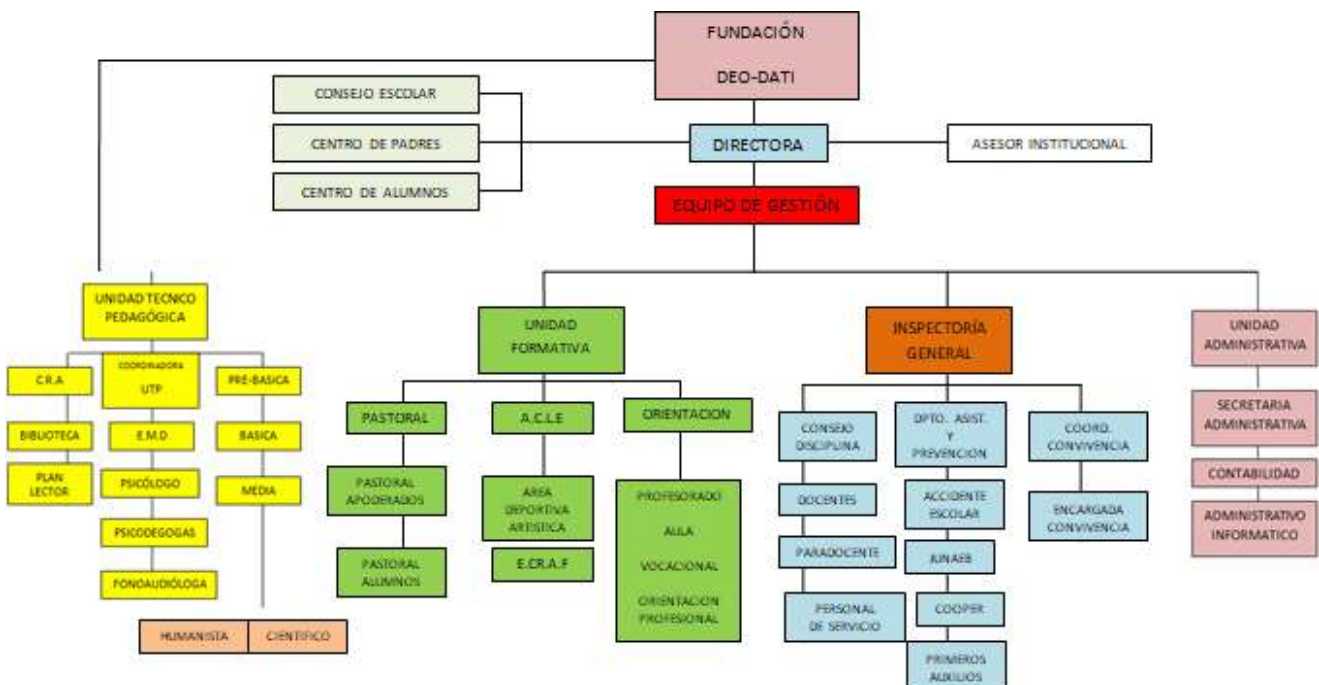 FUNDACIÓN
DEO-DATI
CONSEJO ESCOLAR
CENTRO DE PADRES
DIRECTORA
ASESOR INSTITUCIONAL
CENTRO DE ALUMNOS
EQUIPO DE GESTIÓN
UNIDAD TECNICO
PEDAGÓGICA
C.R.A
COORDINADORA
UTP
PRE-BASICA
BIBLIOTECA
E.M.D
BASICA
PLAN
LECTOR
PSICÓLOGO
MEDIA
PSICODEGOGAS
FONOAUDIÓLOGA
HUMANISTA
CIENTIFICO
UNIDAD
FORMATIVA
PASTORAL
A.C.L.E
ORIENTACION
PASTORAL
APODERADOS
AREA
DEPORTIVA
ARTISTICA
PROFESORADO
AULA
VOCACIONAL
ORIENTACION
PROFESIONAL
PASTORAL
ALUMNOS
E.CR.A.F
INSPECTORÍA
GENERAL
CONSEJO
DISCIPLINA
DPTO. ASIST.
Y
PREVENCION
COORD.
CONVIVENCIA
DOCENTES
ACCIDENTE
ESCOLAR
ENCARGADA
CONVIVENCIA
PARADOCENTE
JUNAEB
PERSONAL
DE SERVICIO
COOPER
PRIMEROS
AUXILIOS
UNIDAD
ADMINISTRATIVA
SECRETARIA
ADMINISTRATIVA
CONTABILIDAD
ADMINISTRATIVO
INFORMATICO